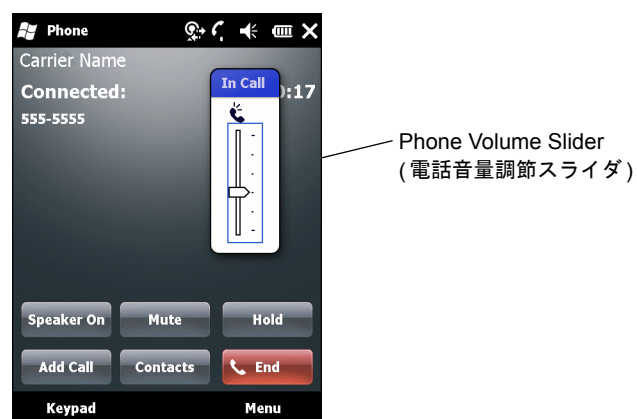 Phone
Carrier Name
In Call
Connected:
:17
555-5555
Phone Volume Slider
(電話音量調節スライダ)
Speaker On
Mute
Hold
Add Call
Contacts
End
Keypad
Menu